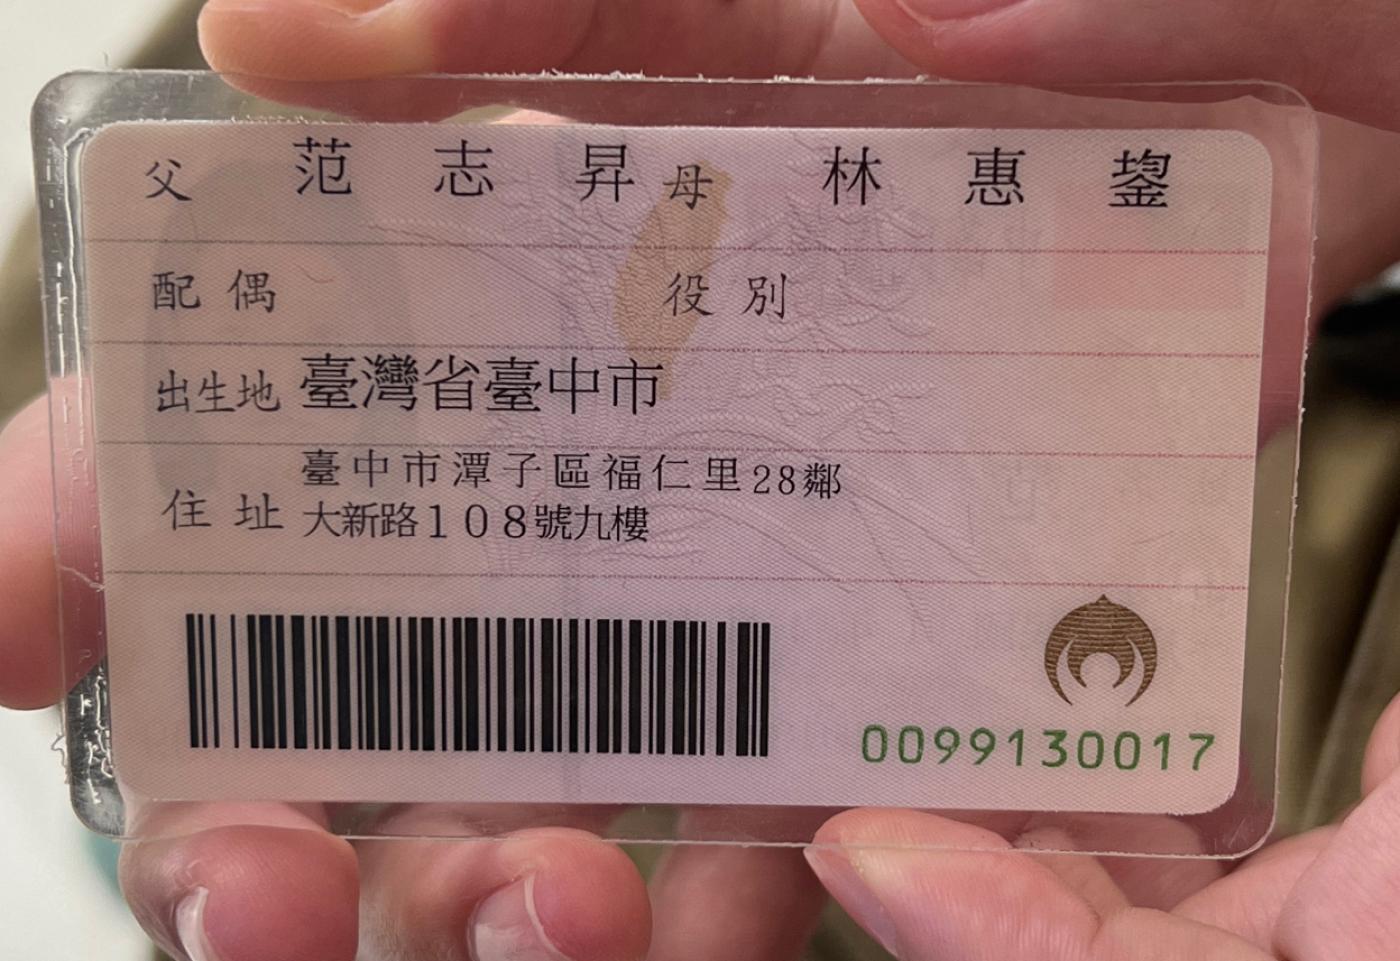 父 范志昇 母 林惠鋆
配偶 役別
出生地 臺灣省臺中市
住址 臺中市潭子區福仁里28鄰
大新路108號九樓
0099130017